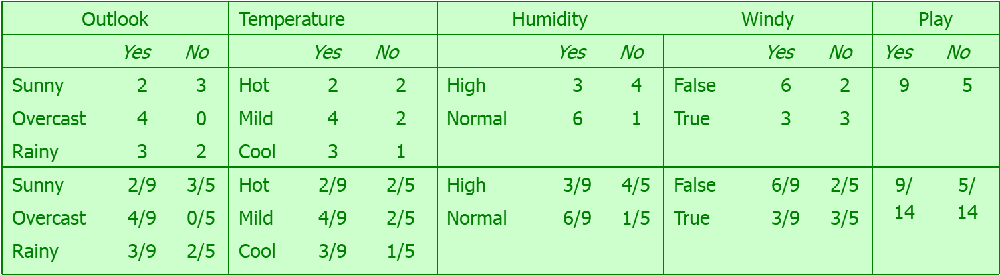 Outlook Temperature Humidity Windy Play
Yes No Yes No Yes No Yes No Yes No
Sunny 2 3 Hot 2 2 High 3 4 False 6 2 9 5
Overcast 4 0 Mild 4 2 Normal 6 1 True 3 3
Rainy 3 2 Cool 3 1
Sunny 2/9 3/5 Hot 2/9 2/5 High 3/9 4/5 False 6/9 2/5 9/ 5/
Overcast 4/9 0/5 Mild 4/9 2/5 Normal 6/9 1/5 True 3/9 3/5 14 14
Rainy 3/9 2/5 Cool 3/9 1/5